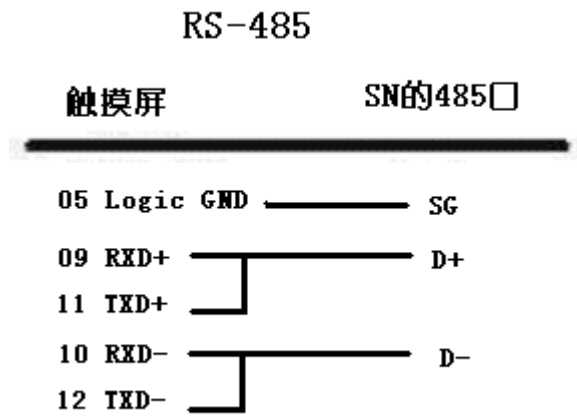 RS-485
触摸屏 SN的485口
05 Logic GND SG
09 RXD+ D+
11 TXD+
10 RXD- D-
12 TXD-